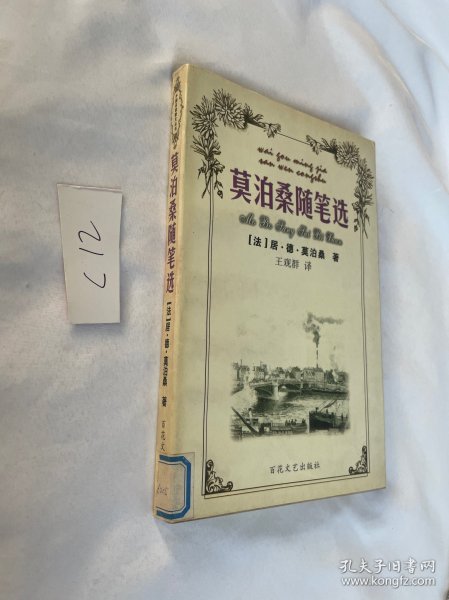 wai guo ming jia
san wen congshu
莫泊桑随笔选
Mo Bo Sang Sui Bi Xuan
[法]居·德·莫泊桑 著
王观群 译
百花文艺出版社
莫泊桑随笔选
[法]居·德·莫泊桑 著
百花文
C12
孔夫子旧书网
www.kongfz.com